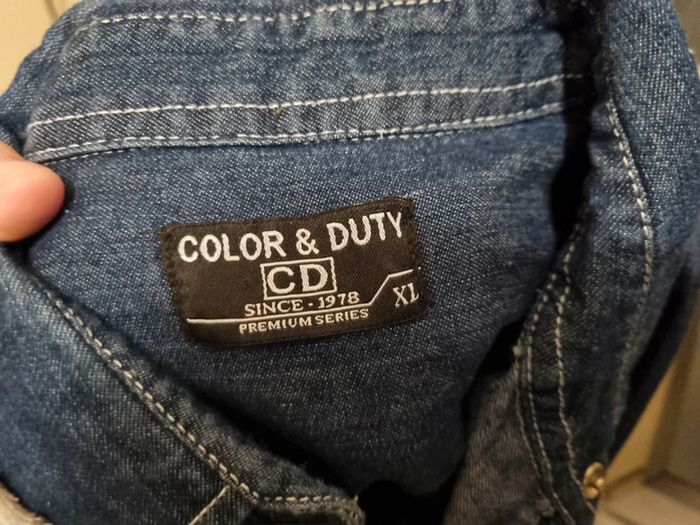 COLOR & DUTY
CD
SINCE - 1978
XL
PREMIUM SERIES